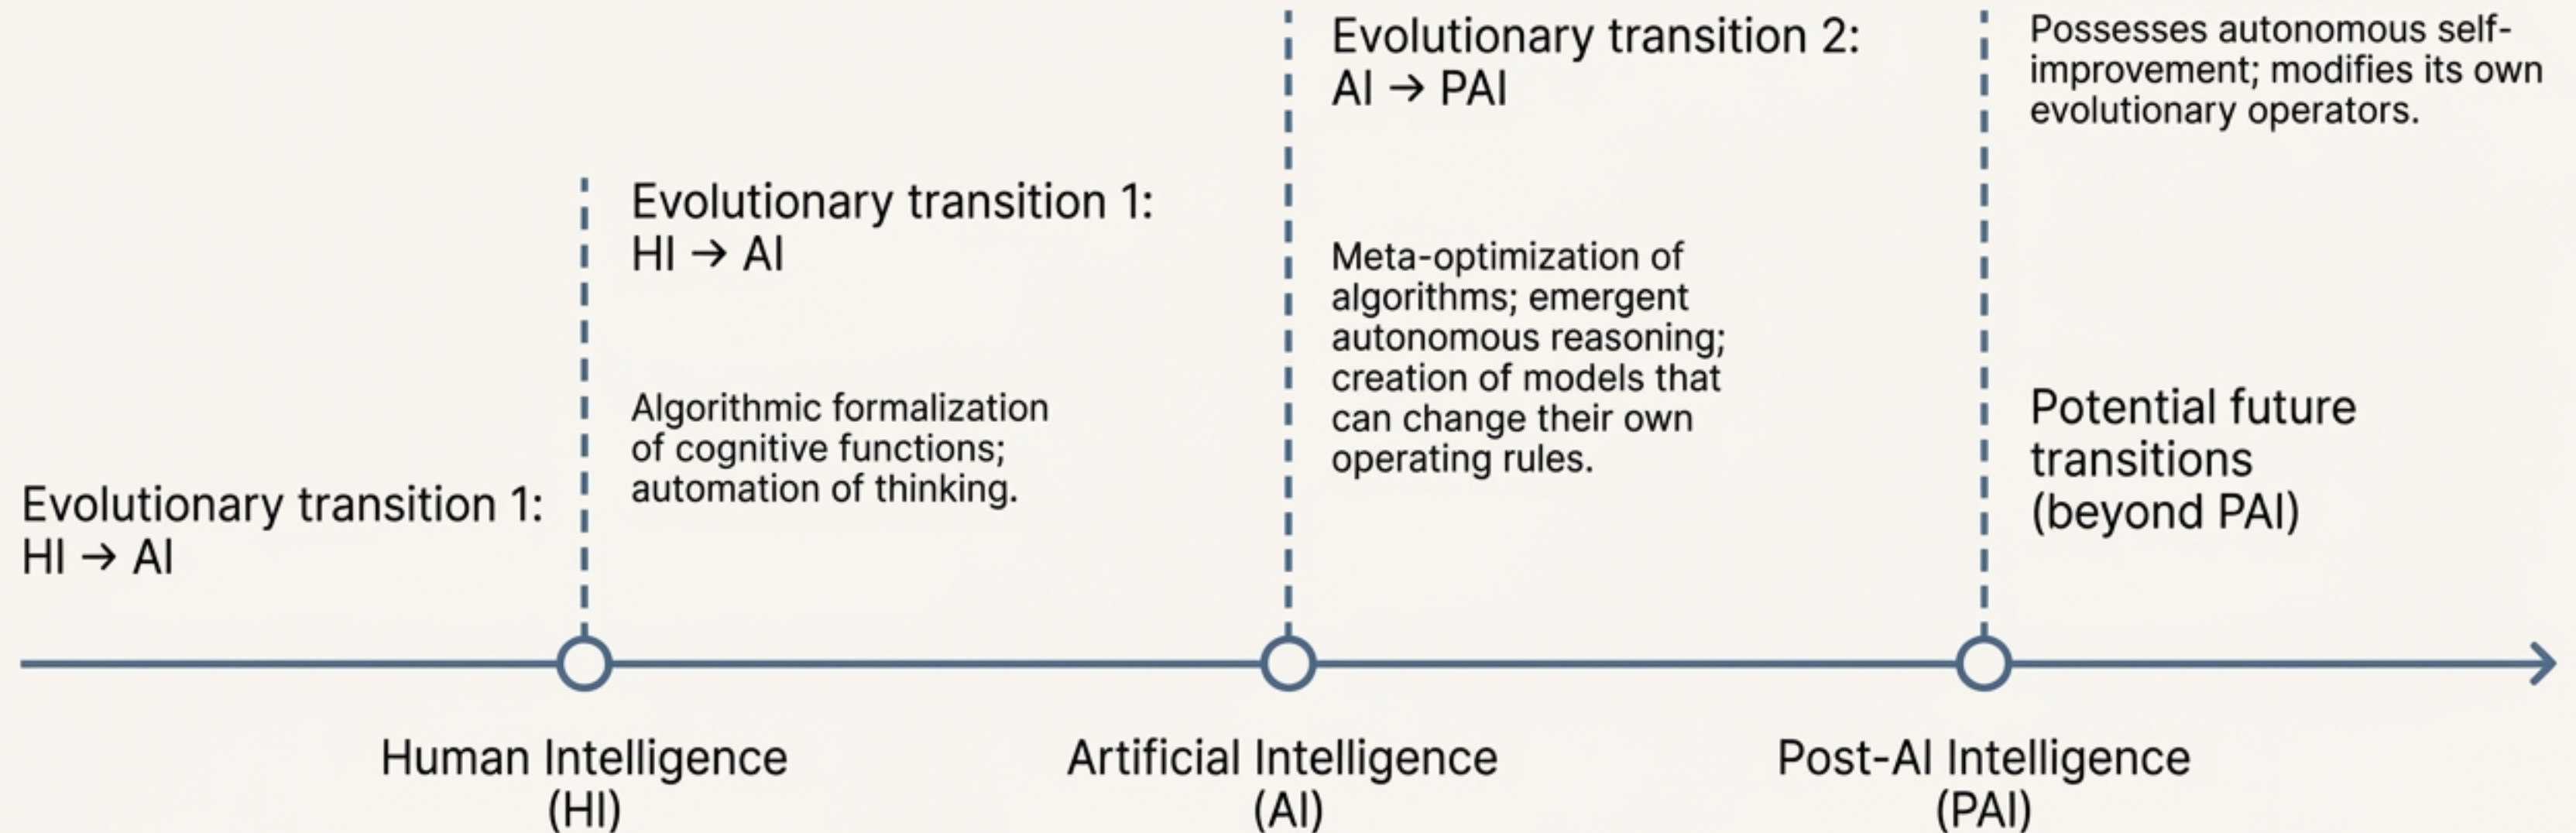 Evolutionary transition 1:
HI → AI
Evolutionary transition 1:
HI → AI
Algorithmic formalization
of cognitive functions;
automation of thinking.
Evolutionary transition 2:
AI → PAI
Meta-optimization of
algorithms; emergent
autonomous reasoning;
creation of models that
can change their own
operating rules.
Possesses autonomous self-
improvement; modifies its own
evolutionary operators.
Potential future
transitions
(beyond PAI)
Human Intelligence
(HI)
Artificial Intelligence
(AI)
Post-AI Intelligence
(PAI)